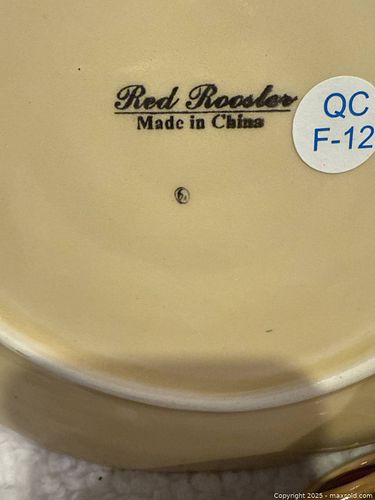 Red Rooster
Made in China
QC
F-12
Copyright 2025 - maxsold.com